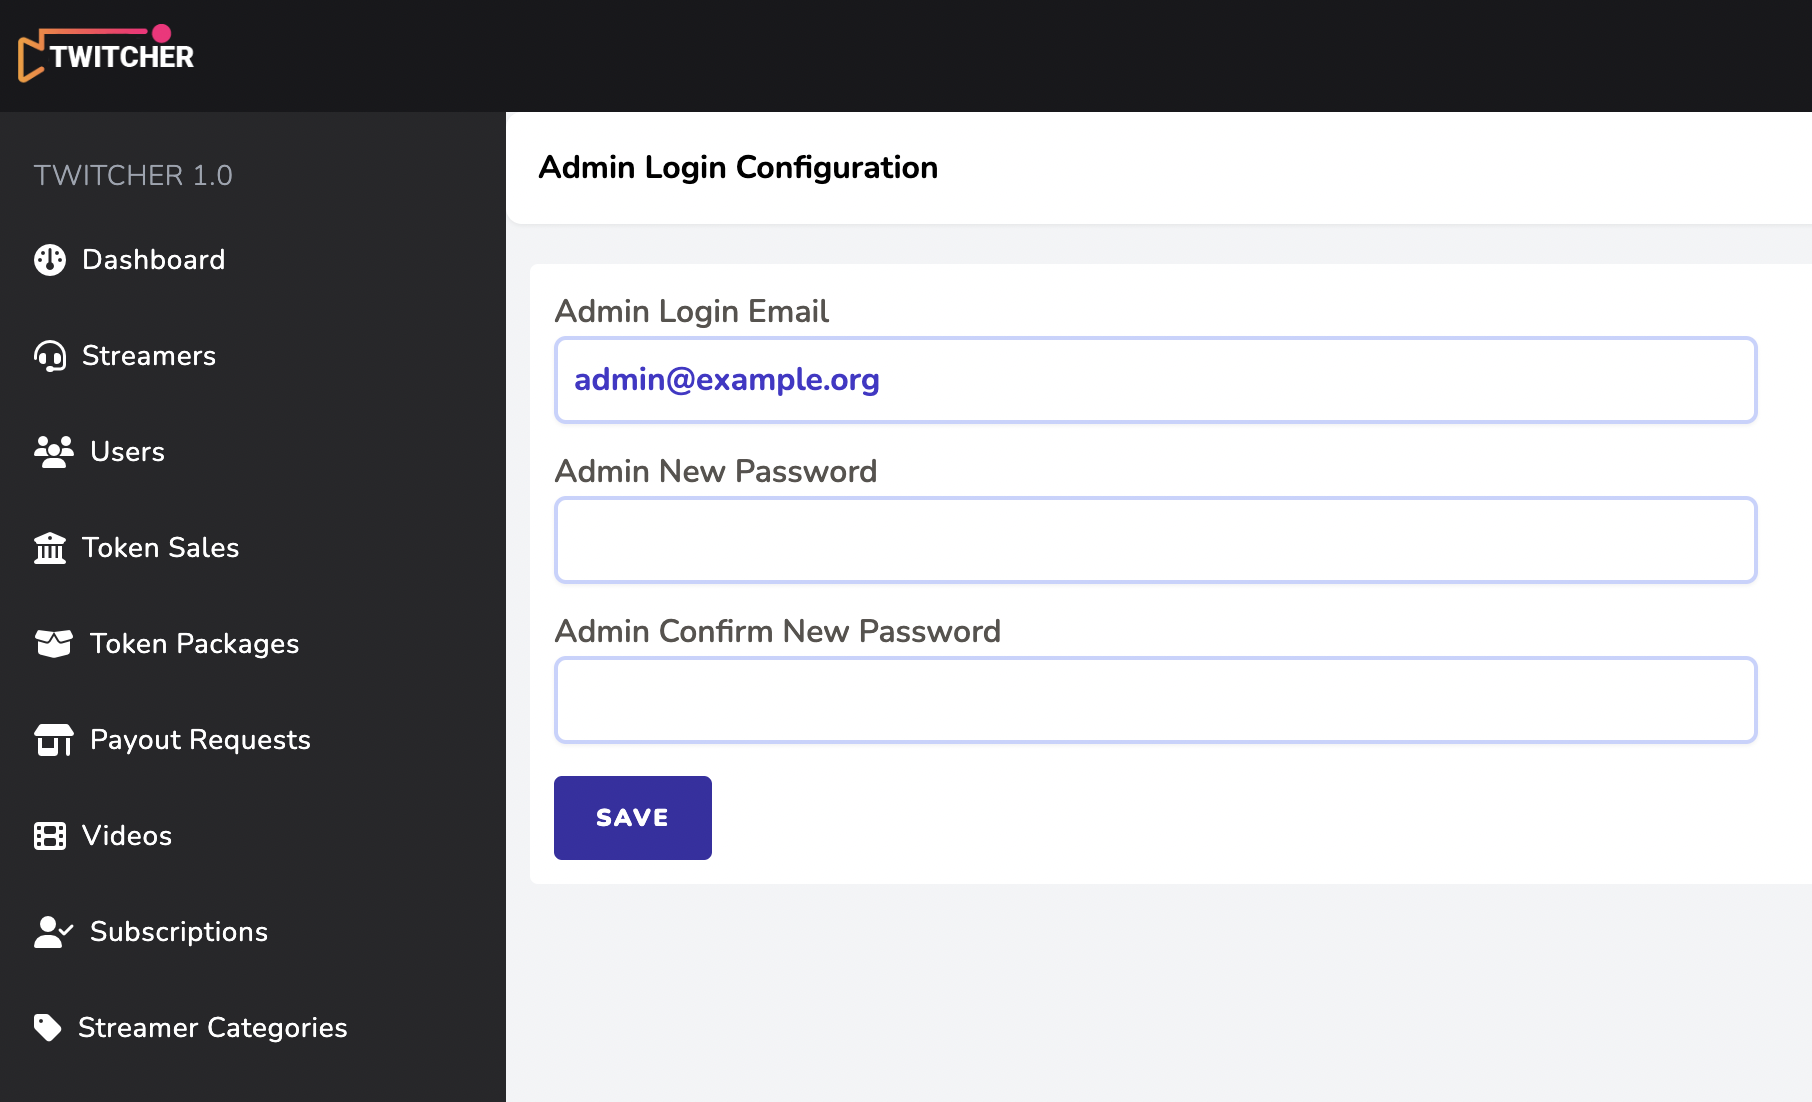 TWITCHER
TWITCHER 1.0
Dashboard
Streamers
Users
Token Sales
Token Packages
Payout Requests
Videos
Subscriptions
Streamer Categories
Admin Login Configuration
Admin Login Email
admin@example.org
Admin New Password
Admin Confirm New Password
SAVE